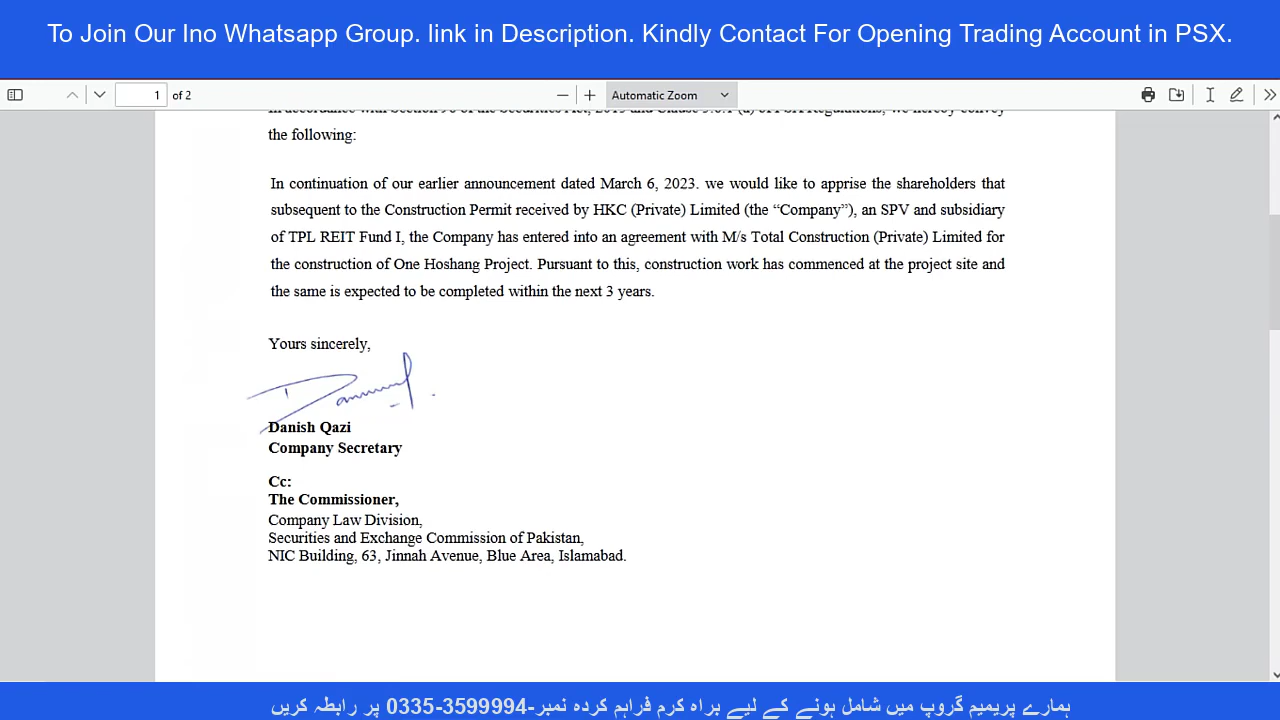 To Join Our Ino Whatsapp Group. link in Description. Kindly Contact For Opening Trading Account in PSX.
1 of 2 Automatic Zoom
the following:
In continuation of our earlier announcement dated March 6, 2023. we would like to apprise the shareholders that
subsequent to the Construction Permit received by HKC (Private) Limited (the “Company”), an SPV and subsidiary
of TPL REIT Fund I, the Company has entered into an agreement with M/s Total Construction (Private) Limited for
the construction of One Hoshang Project. Pursuant to this, construction work has commenced at the project site and
the same is expected to be completed within the next 3 years.
Yours sincerely,
Danish Qazi
Company Secretary
Cc:
The Commissioner,
Company Law Division,
Securities and Exchange Commission of Pakistan,
NIC Building, 63, Jinnah Avenue, Blue Area, Islamabad.
ہمارے پریمیم گروپ میں شامل ہونے کے لیے براہ کرم فراہم کردہ نمبر-0335-3599994 پر رابطہ کریں